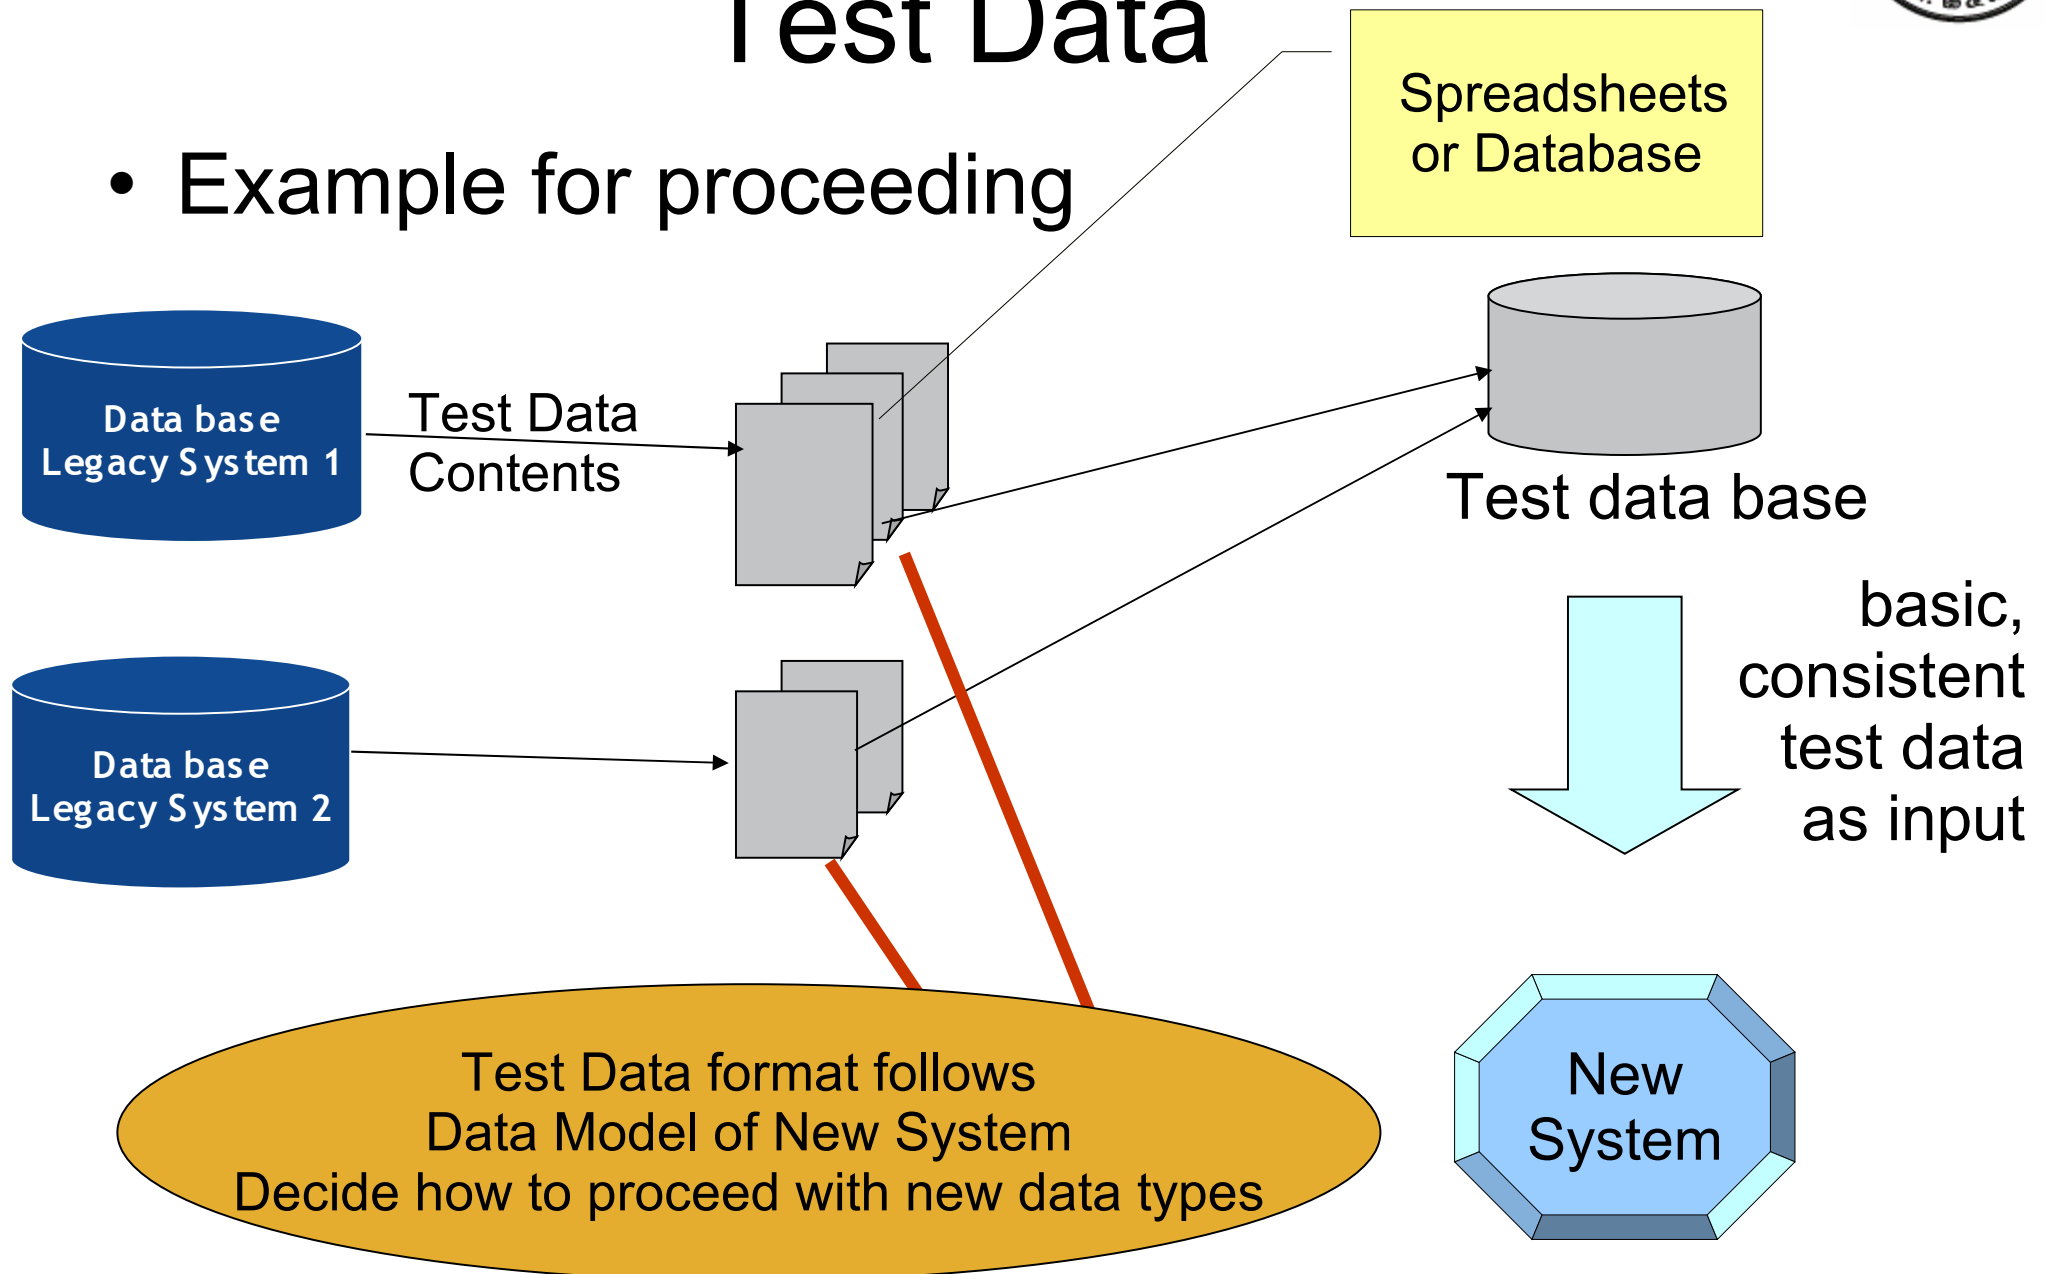 Test Data
Spreadsheets
or Database
• Example for proceeding
Data base
Legacy System 1
Test Data
Contents
Test data base
basic,
consistent
test data
as input
Data base
Legacy System 2
Test Data format follows
Data Model of New System
Decide how to proceed with new data types
New
System